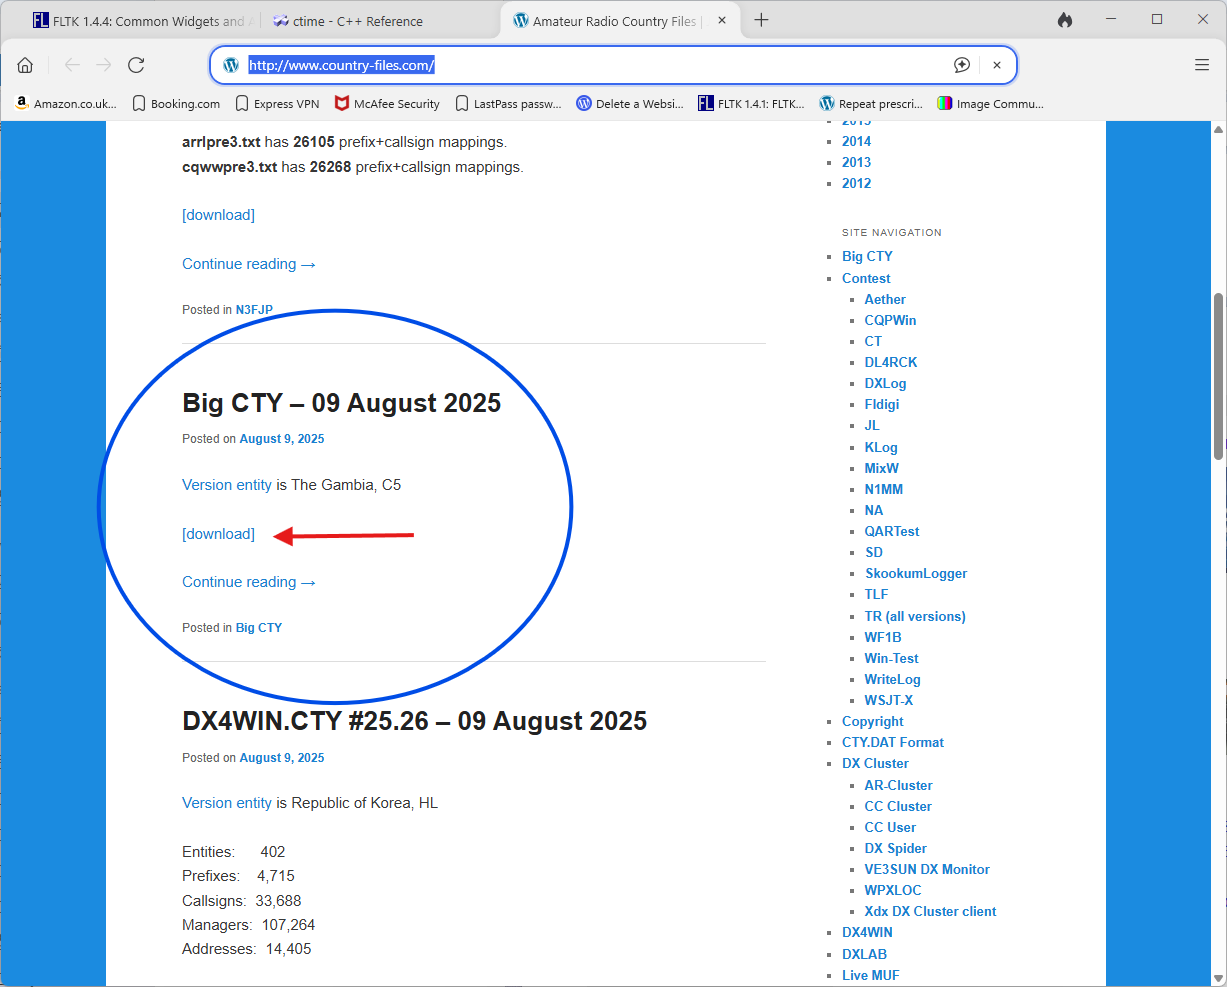 FLTK 1.4.4: Common Widgets and
ctime - C++ Reference
Amateur Radio Country Files |
http://www.country-files.com/
Amazon.co.uk...
Booking.com
Express VPN
McAfee Security
LastPass passw...
Delete a Websi...
FL
FLTK 1.4.1: FLTK...
Repeat prescri...
Image Commu...
arrlpre3.txt has 26105 prefix+callsign mappings.
cqwwpre3.txt has 26268 prefix+callsign mappings.
[download]
Continue reading →
Posted in N3FJP
Big CTY – 09 August 2025
Posted on August 9, 2025
Version entity is The Gambia, C5
[download]
Continue reading →
Posted in Big CTY
DX4WIN.CTY #25.26 – 09 August 2025
Posted on August 9, 2025
Version entity is Republic of Korea, HL
Entities: 402
Prefixes: 4,715
Callsigns: 33,688
Managers: 107,264
Addresses: 14,405
2014
2013
2012
SITE NAVIGATION
Big CTY
Contest
Aether
CQPWin
CT
DL4RCK
DXLog
Fldigi
JL
KLog
MixW
N1MM
NA
QARTest
SD
SkookumLogger
TLF
TR (all versions)
WF1B
Win-Test
WriteLog
WSJT-X
Copyright
CTY.DAT Format
DX Cluster
AR-Cluster
CC Cluster
CC User
DX Spider
VE3SUN DX Monitor
WPXLOC
Xdx DX Cluster client
DX4WIN
DXLAB
Live MUF